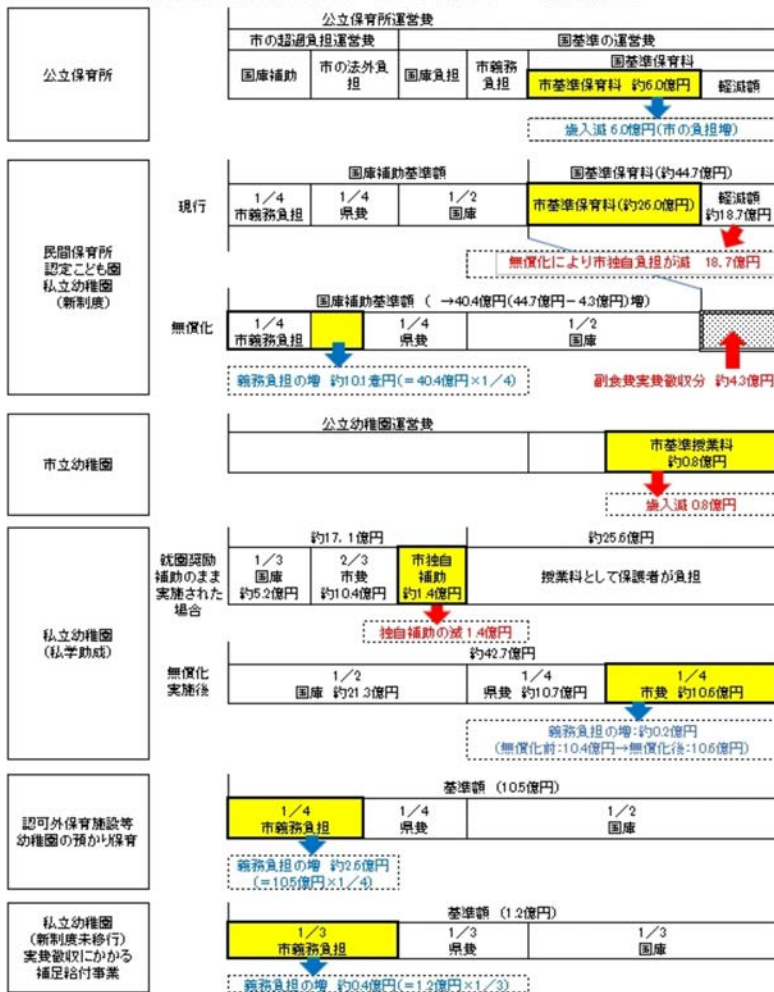 公立保育所
公立保育所運営費
市の超過負担運営費
国基準の運営費
国庫補助
市の法外負
担
国庫負担
市義務
負担
国基準保育料
市基準保育料 約6.0億円
軽減額
歳入減 6.0億円(市の負担増)
民間保育所
認定こども園
私立幼稚園
(新制度)
現行
国庫補助基準額
国基準保育料(約44.7億円)
1/4
市義務負担
1/4
県費
1/2
国庫
市基準保育料(約26.0億円)
軽減額
約18.7億円
無償化により市独自負担が減 18.7億円
無償化
国庫補助基準額 ( →40.4億円(44.7億円-4.3億円)増)
1/4
市義務負担
1/4
県費
1/2
国庫
義務負担の増 約10.1億円(=40.4億円×1/4)
副食費実費徴収分 約4.3億円
市立幼稚園
公立幼稚園運営費
市基準授業料
約0.8億円
歳入減 0.8億円
私立幼稚園
(私学助成)
就園奨励
補助のまま
実施された
場合
約17.1億円
約25.6億円
1/3
国庫
約5.2億円
2/3
市費
約10.4億円
市独自
補助
約1.4億円
授業料として保護者が負担
独自補助の減 1.4億円
無償化
実施後
約42.7億円
1/2
国庫 約21.3億円
1/4
県費 約10.7億円
1/4
市費 約10.6億円
義務負担の増:約0.2億円
(無償化前:10.4億円→無償化後:10.6億円)
認可外保育施設等
幼稚園の預かり保育
基準額 (10.5億円)
1/4
市義務負担
1/4
県費
1/2
国庫
義務負担の増 約2.6億円
(=10.5億円×1/4)
私立幼稚園
(新制度未移行)
実費徴収にかかる
補足給付事業
基準額 (1.2億円)
1/3
市義務負担
1/3
県費
1/3
国庫
義務負担の増 約0.4億円(=1.2億円×1/3)